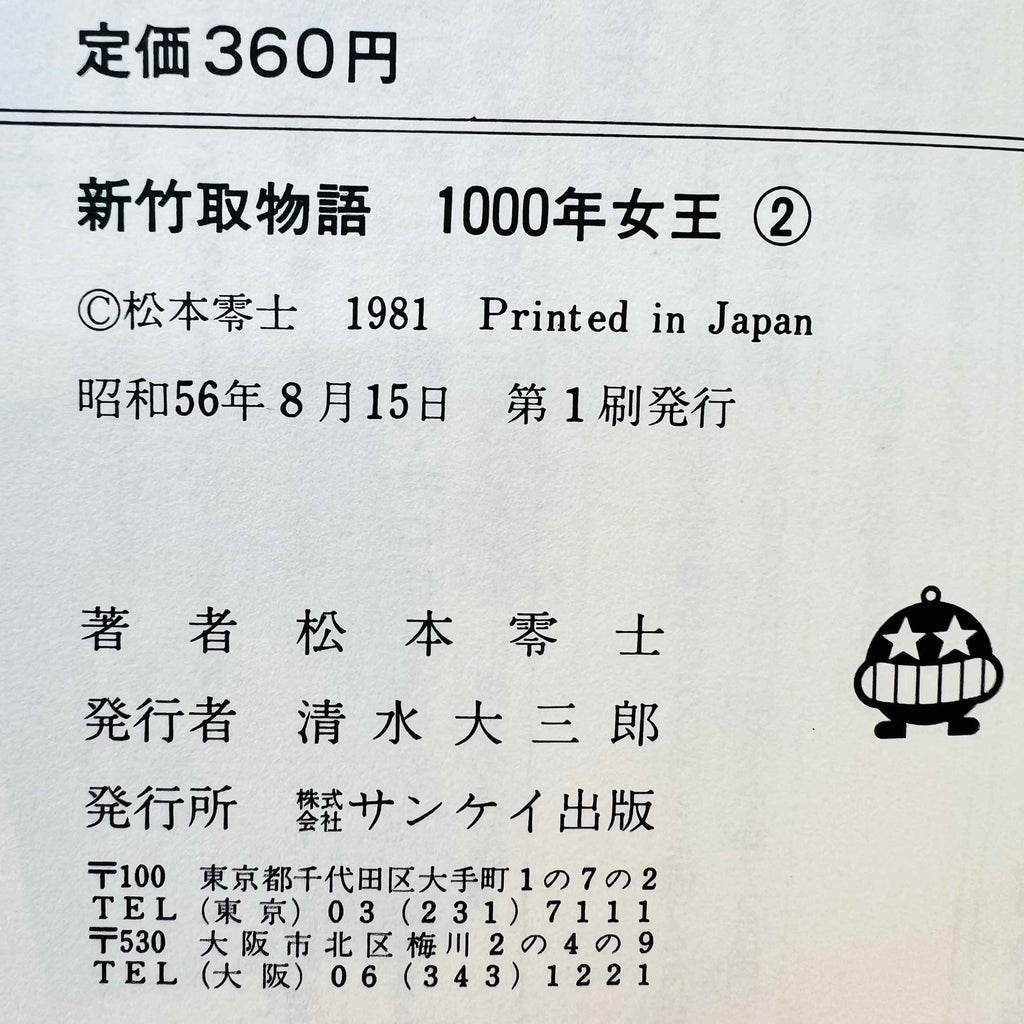 定価360円
新竹取物語　1000年女王 ②
©松本零士　1981　Printed in Japan
昭和56年8月15日　第1刷発行
著者　松本零士
発行者　清水大三郎
発行所　株式会社サンケイ出版
〒100　東京都千代田区大手町1の7の2
TEL（東京）03（231）7111
〒530　大阪市北区梅川2の4の9
TEL（大阪）06（343）1221